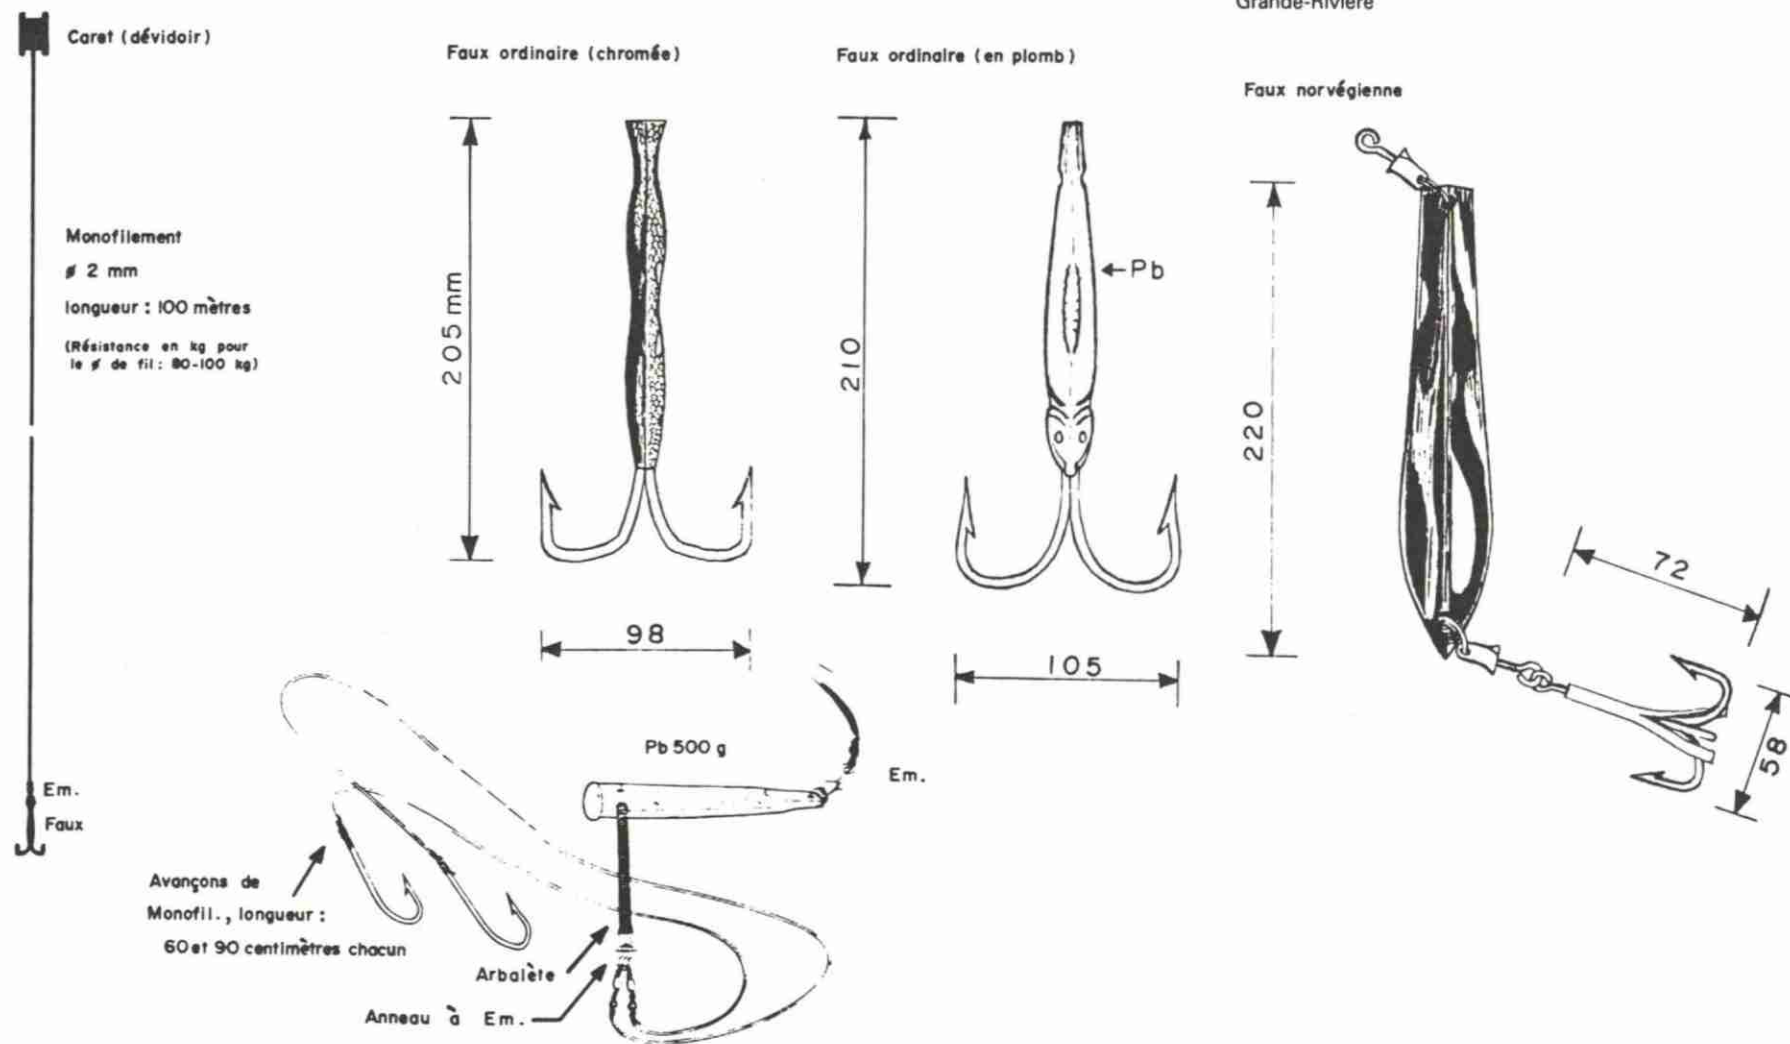 Grande-Rivière
Caret (dévidoir)
Faux ordinaire (chromée)
Faux ordinaire (en plomb)
Faux norvégienne
Monofilement
ø 2 mm
longueur : 100 mètres
(Résistance en kg pour
le ø de fil : 80-100 kg)
205 mm
210
←Pb
220
72
58
98
105
Em.
Faux
Pb 500 g
Em.
Avançons de
Monofil., longueur :
60 et 90 centimètres chacun
Arbalète
Anneau à Em.